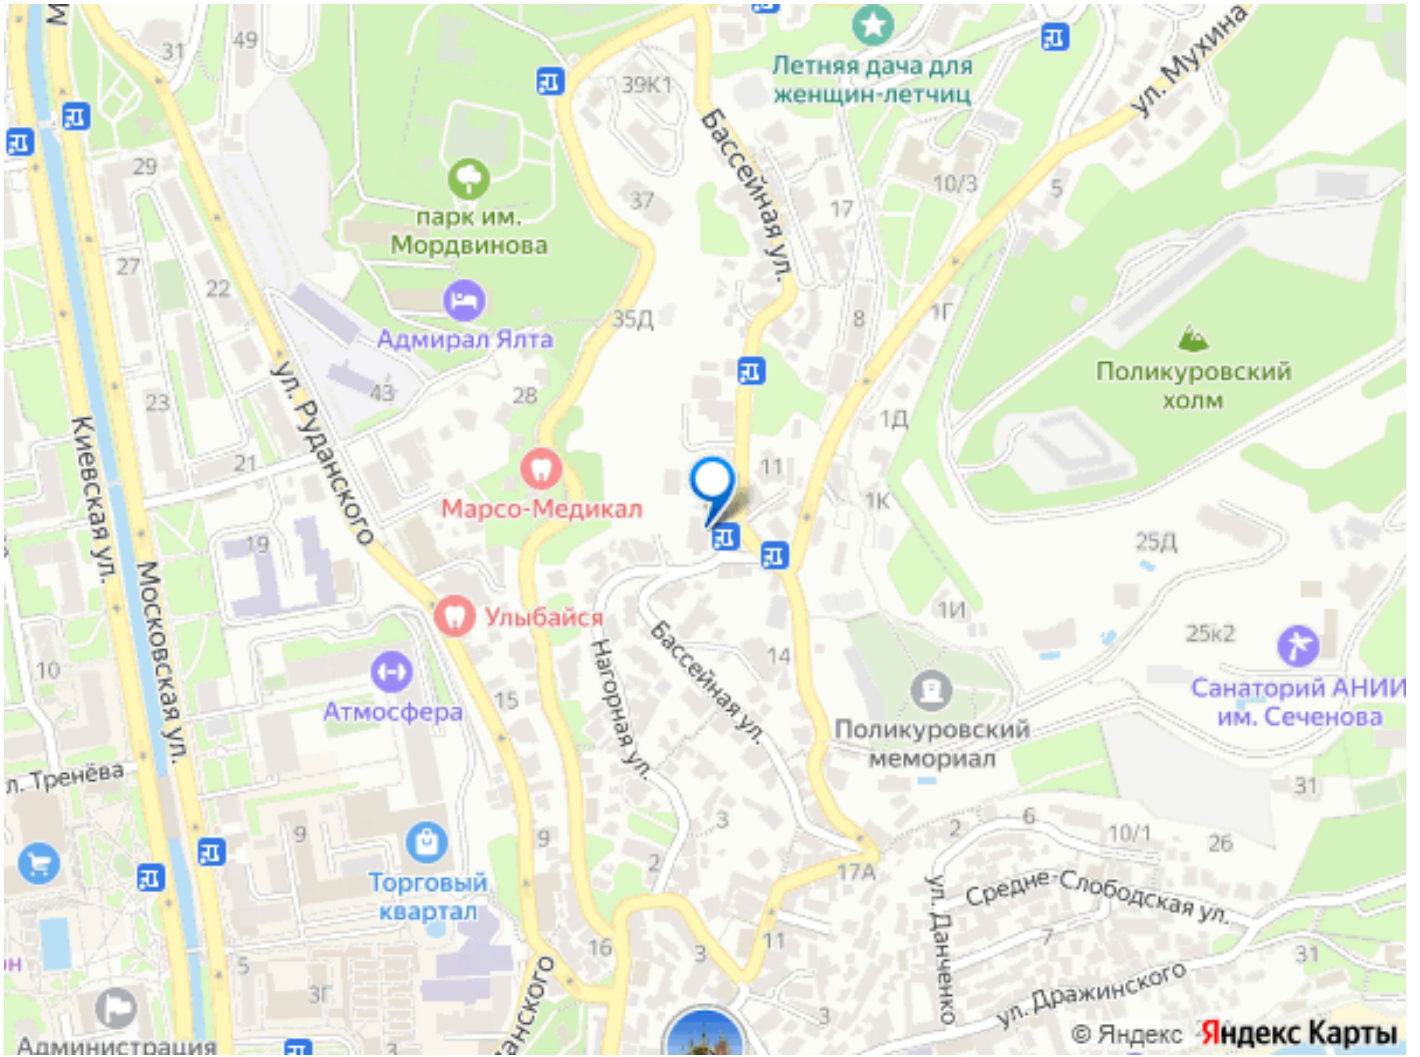 31
49
39К1
Летняя дача для
женщин-летчиц
ул. Мухина
29
парк им.
Мордвинова
37
Бассейная ул.
17
10/3
5
27
22
Адмирал Ялта
35Д
8
1Г
Поликуровский
холм
23
43
28
ул. Руданского
Киевская ул.
21
11
1Д
1К
Марсо-Медикал
19
25Д
Московская ул.
Улыбайся
1И
25к2
10
Атмосфера
15
Нагорная ул.
Бассейная ул.
14
Поликуровский
мемориал
Санаторий АНИИ
им. Сеченова
л. Тренёва
31
9
9
3
2
6
10/1
26
Торговый
квартал
2
17А
ул. Данченко
Средне-Слободская ул.
16
3
11
7
31
5
3Г
данского
3
ул. Дражинского
Администрация
3
© Яндекс Яндекс Карты